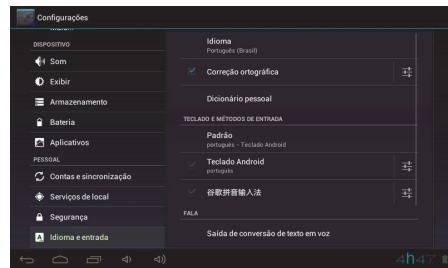 Configurações
DISPOSITIVO
Som
Exibir
Armazenamento
Bateria
Aplicativos
PESSOAL
Contas e sincronização
Serviços de local
Segurança
Idioma e entrada
Idioma
Português (Brasil)
Correção ortográfica
Dicionário pessoal
TECLADO E MÉTODOS DE ENTRADA
Padrão
português - Teclado Android
Teclado Android
português
谷歌拼音输入法
FALA
Saída de conversão de texto em voz
4h47